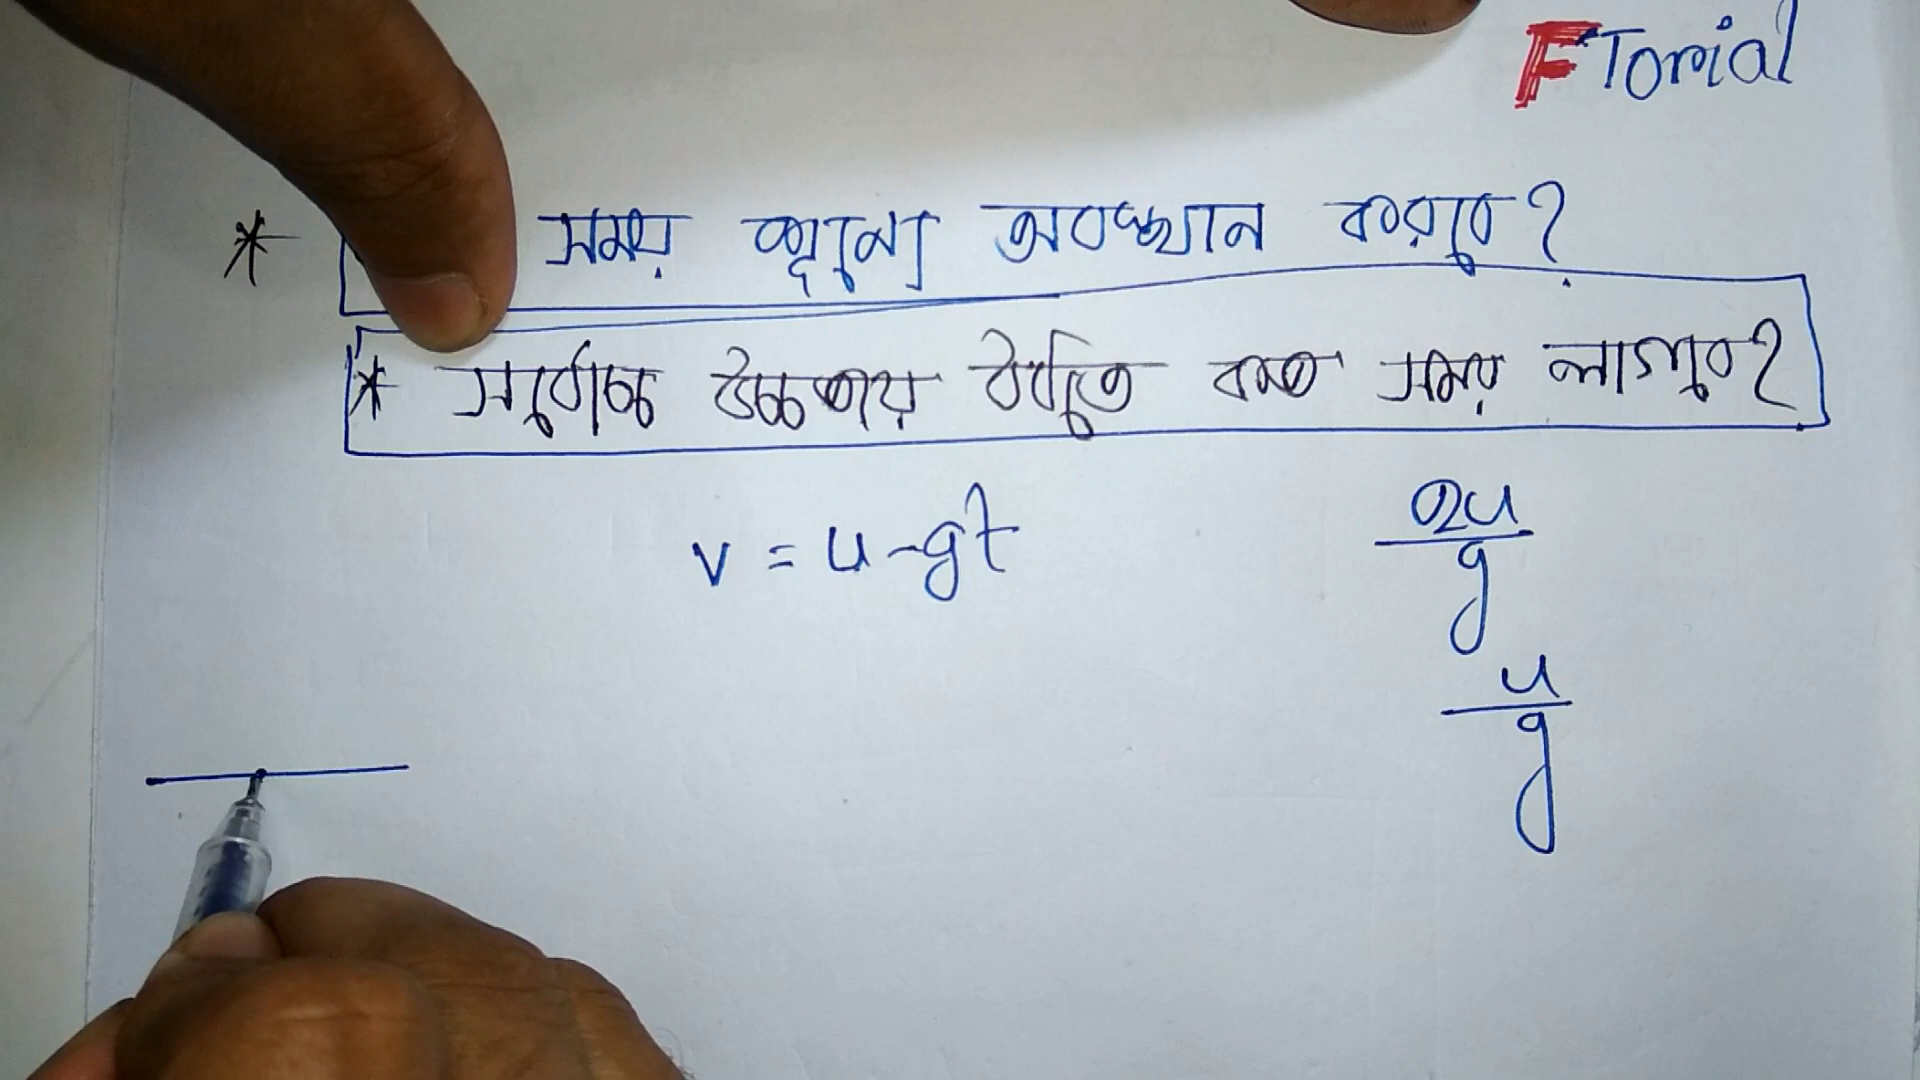 FTorial
* সময় শূন্যে অবস্থান করবে?
* সর্বোচ্চ উচ্চতায় উঠতে কত সময় লাগবে?
v = u - gt
2u/g
u/g